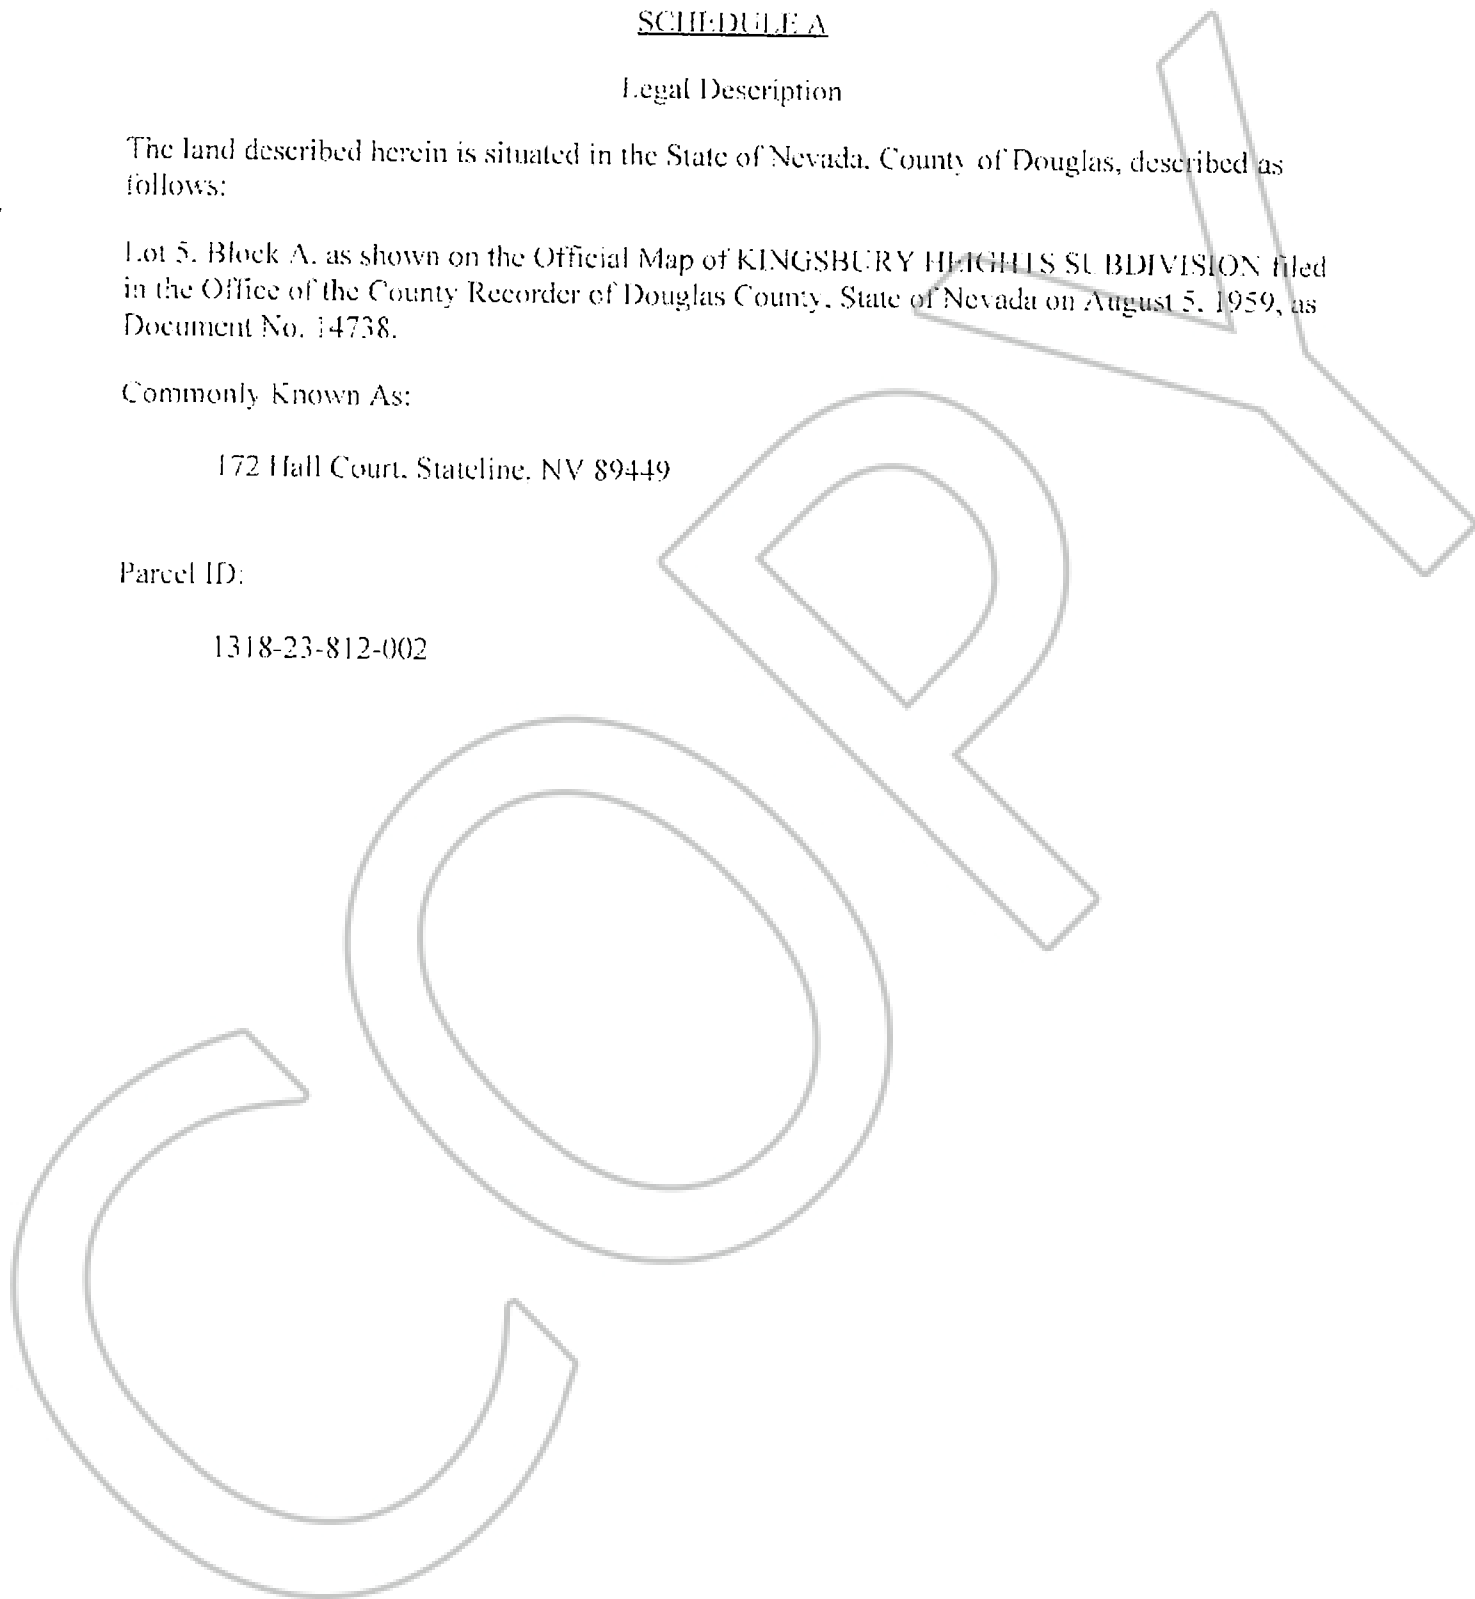 SCHEDULE A
Legal Description
The land described herein is situated in the State of Nevada, County of Douglas, described as
follows:
Lot 5, Block A, as shown on the Official Map of KINGSBURY HEIGHTS SUBDIVISION filed
in the Office of the County Recorder of Douglas County, State of Nevada on August 5, 1959, as
Document No. 14738.
Commonly Known As:
172 Hall Court, Stateline, NV 89449
Parcel ID:
1318-23-812-002
COPY